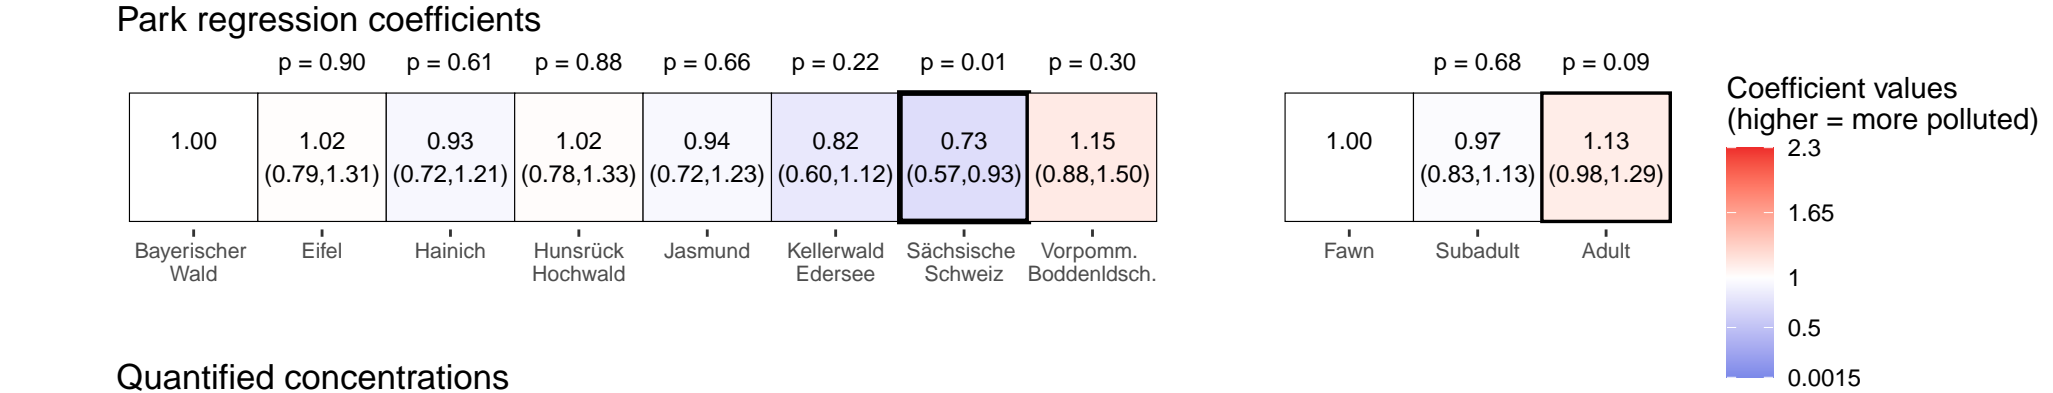 Park regression coefficients
p = 0.90 p = 0.61 p = 0.88 p = 0.66 p = 0.22 p = 0.01 p = 0.30 p = 0.68 p = 0.09
1.00 1.02 0.93 1.02 0.94 0.82 0.73 1.15 1.00 0.97 1.13
(0.79,1.31) (0.72,1.21) (0.78,1.33) (0.72,1.23) (0.60,1.12) (0.57,0.93) (0.88,1.50) (0.83,1.13) (0.98,1.29)
Bayerischer Eifel Hainich Hunsrück Jasmund Kellerwald Sächsische Vorpomm. Fawn Subadult Adult
Wald Hochwald Edersee Schweiz Boddenldsch.
Coefficient values
(higher = more polluted)
2.3
1.65
1
0.5
0.0015
Quantified concentrations